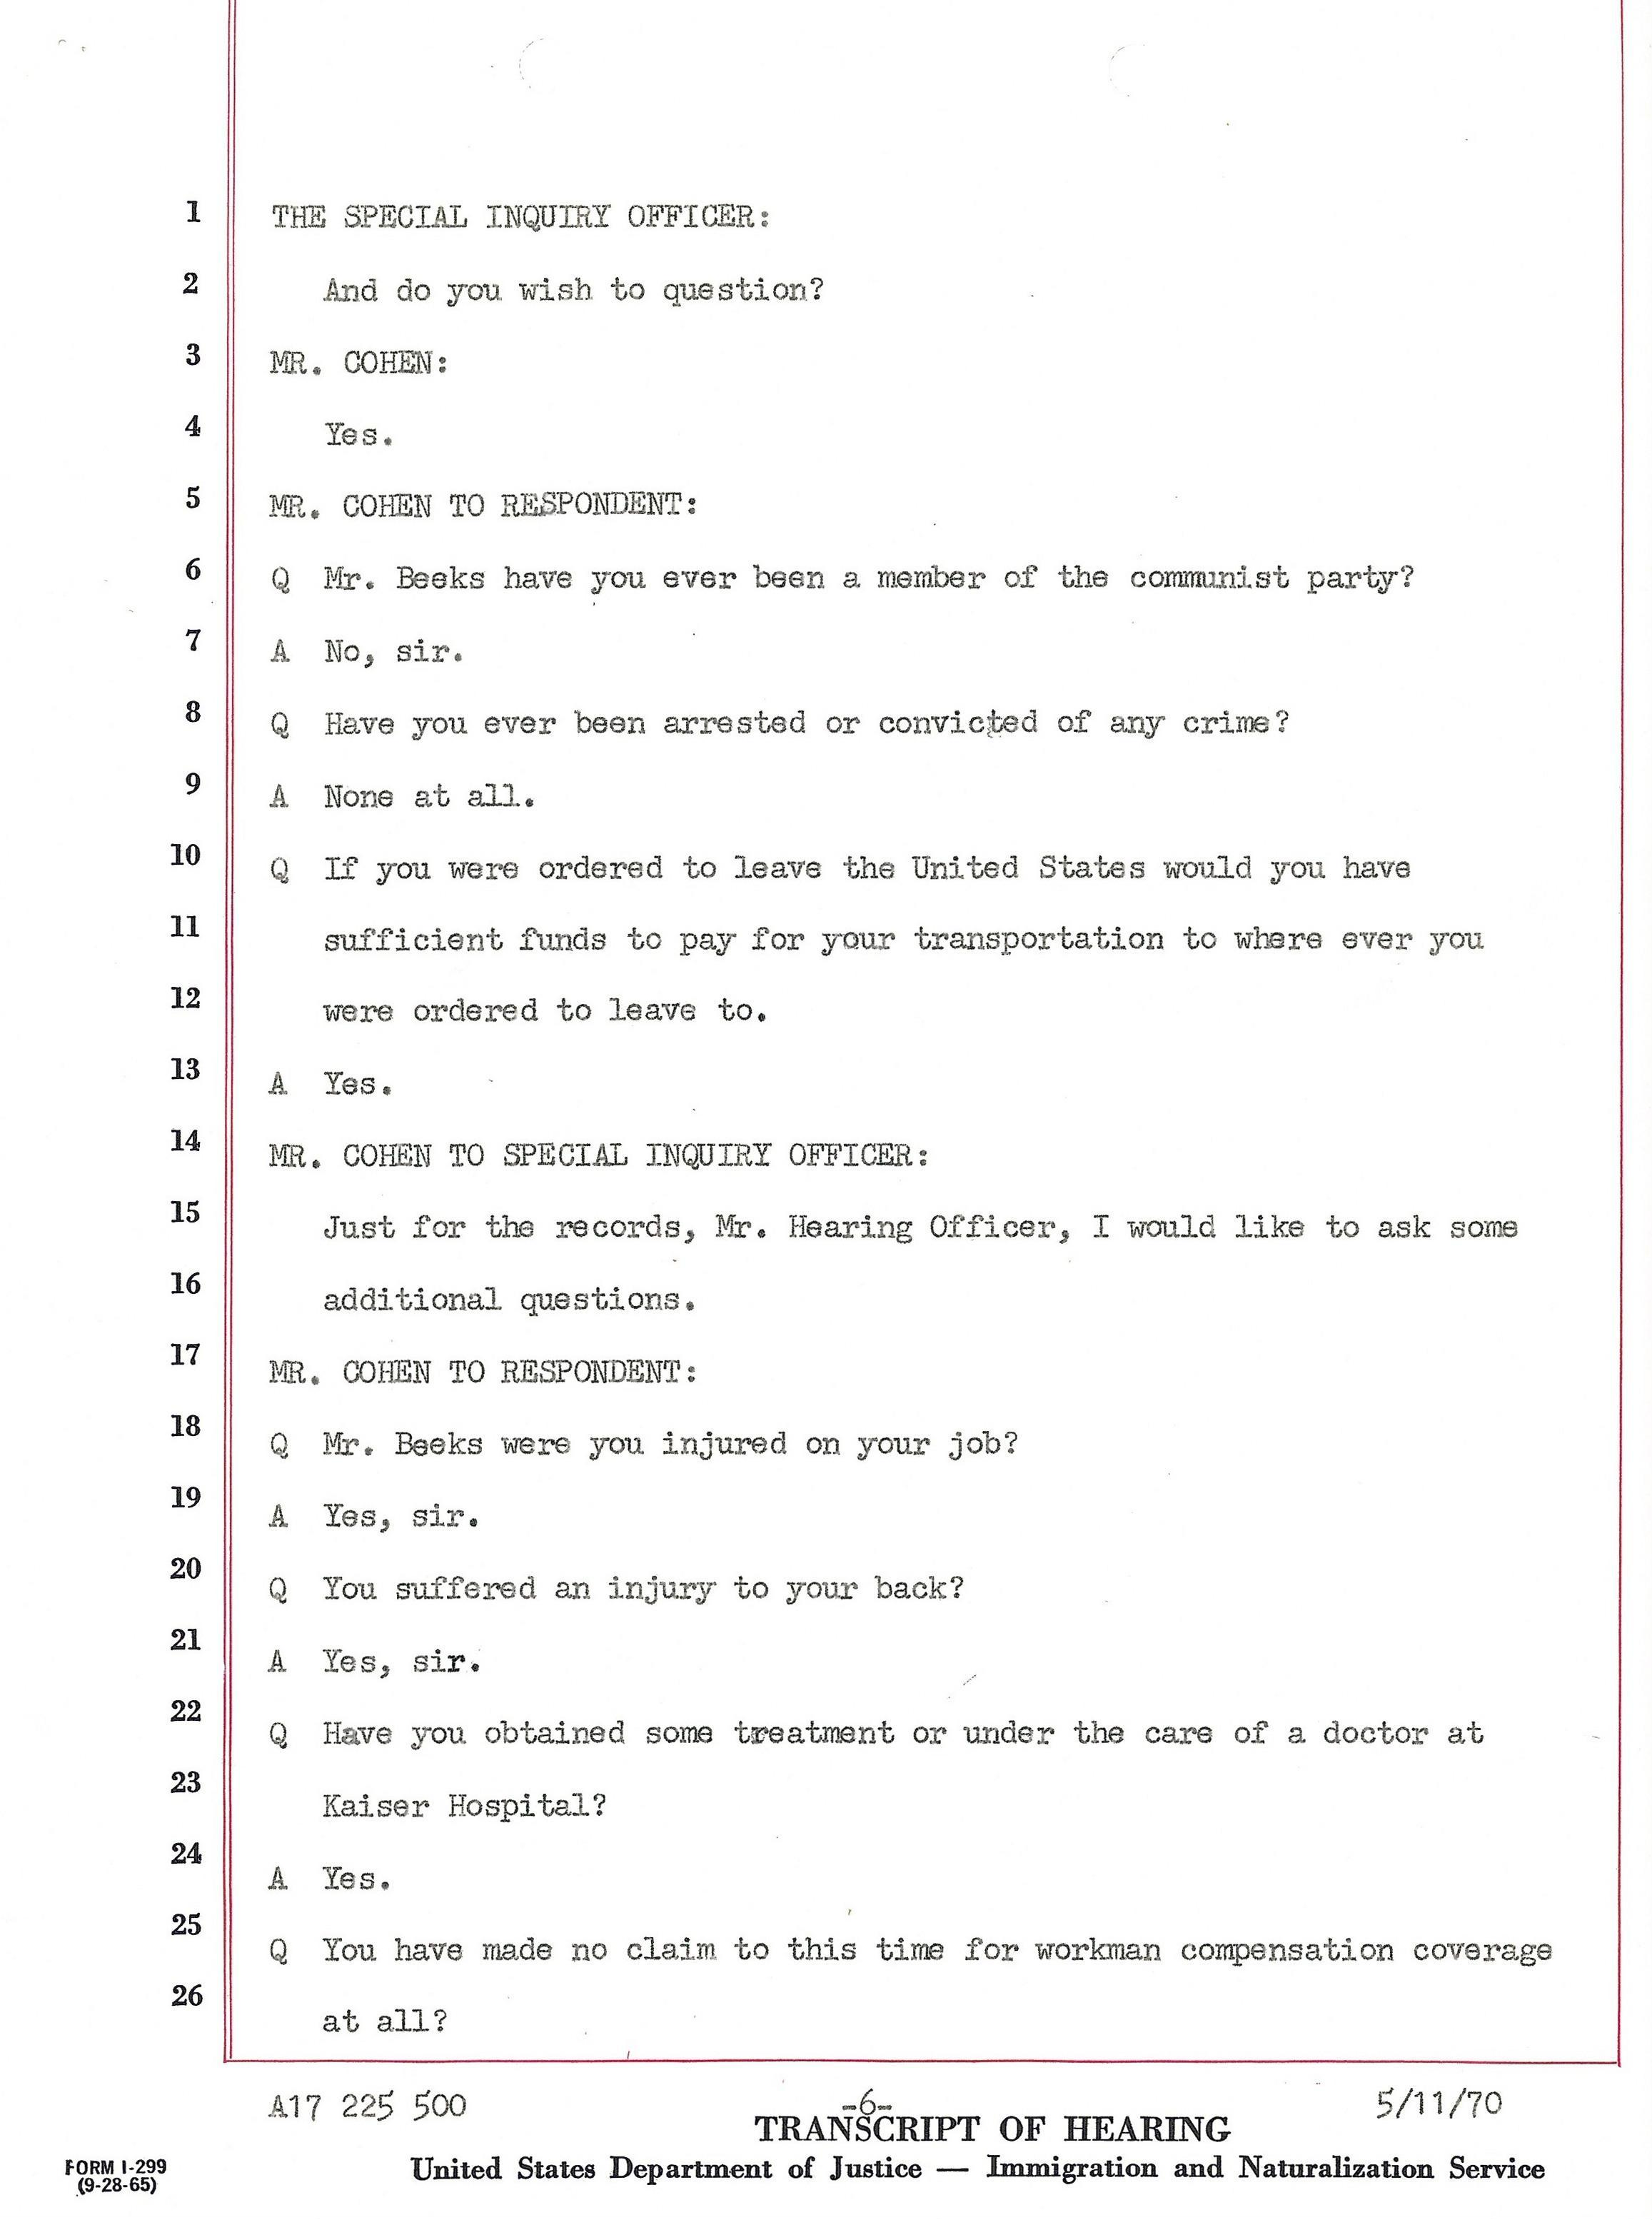 1 THE SPECIAL INQUIRY OFFICER:
2 And do you wish to question?
3 MR. COHEN:
4 Yes.
5 MR. COHEN TO RESPONDENT:
6 Q Mr. Beeks have you ever been a member of the communist party?
7 A No, sir.
8 Q Have you ever been arrested or convicted of any crime?
9 A None at all.
10 Q If you were ordered to leave the United States would you have
11 sufficient funds to pay for your transportation to where ever you
12 were ordered to leave to.
13 A Yes.
14 MR. COHEN TO SPECIAL INQUIRY OFFICER:
15 Just for the records, Mr. Hearing Officer, I would like to ask some
16 additional questions.
17 MR. COHEN TO RESPONDENT:
18 Q Mr. Beeks were you injured on your job?
19 A Yes, sir.
20 Q You suffered an injury to your back?
21 A Yes, sir.
22 Q Have you obtained some treatment or under the care of a doctor at
23 Kaiser Hospital?
24 A Yes.
25 Q You have made no claim to this time for workman compensation coverage
26 at all?
A17 225 500 -6- 5/11/70
TRANSCRIPT OF HEARING
FORM I-299 United States Department of Justice — Immigration and Naturalization Service
(9-28-65)